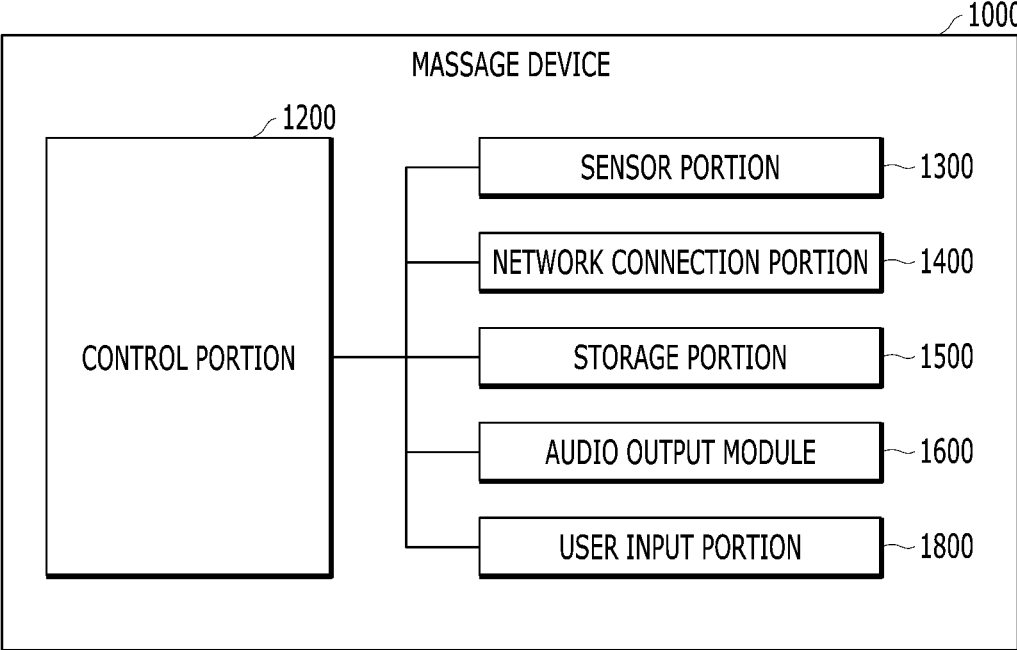 1000
MASSAGE DEVICE
1200
CONTROL PORTION
SENSOR PORTION
1300
NETWORK CONNECTION PORTION
1400
STORAGE PORTION
1500
AUDIO OUTPUT MODULE
1600
USER INPUT PORTION
1800